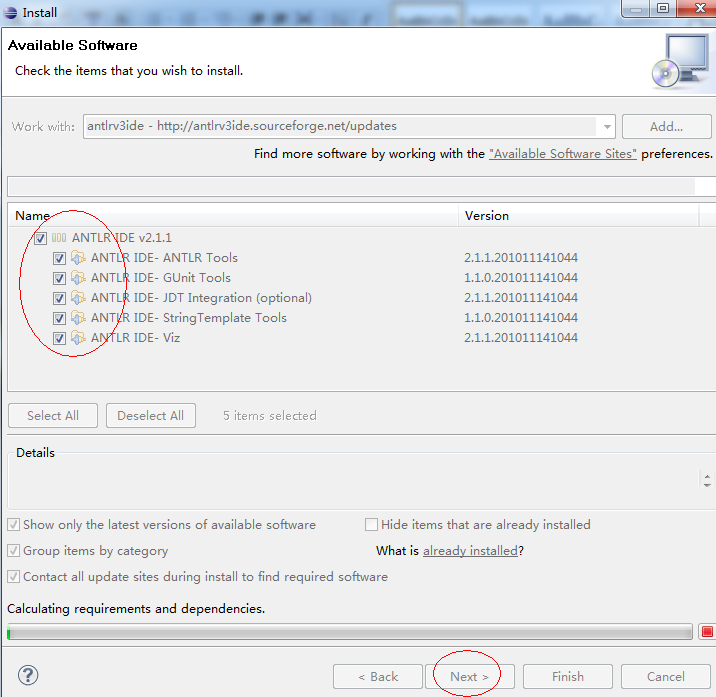 Install
Available Software
Check the items that you wish to install.
Work with: antlrv3ide - http://antlrv3ide.sourceforge.net/updates Add...
Find more software by working with the "Available Software Sites" preferences.
Name Version
ANTLR IDE v2.1.1
ANTLR IDE- ANTLR Tools 2.1.1.201011141044
ANTLR IDE- GUnit Tools 1.1.0.201011141044
ANTLR IDE- JDT Integration (optional) 2.1.1.201011141044
ANTLR IDE- StringTemplate Tools 1.1.0.201011141044
ANTLR IDE- Viz 2.1.1.201011141044
Select All Deselect All 5 items selected
Details
Show only the latest versions of available software Hide items that are already installed
Group items by category What is already installed?
Contact all update sites during install to find required software
Calculating requirements and dependencies.
? < Back Next > Finish Cancel